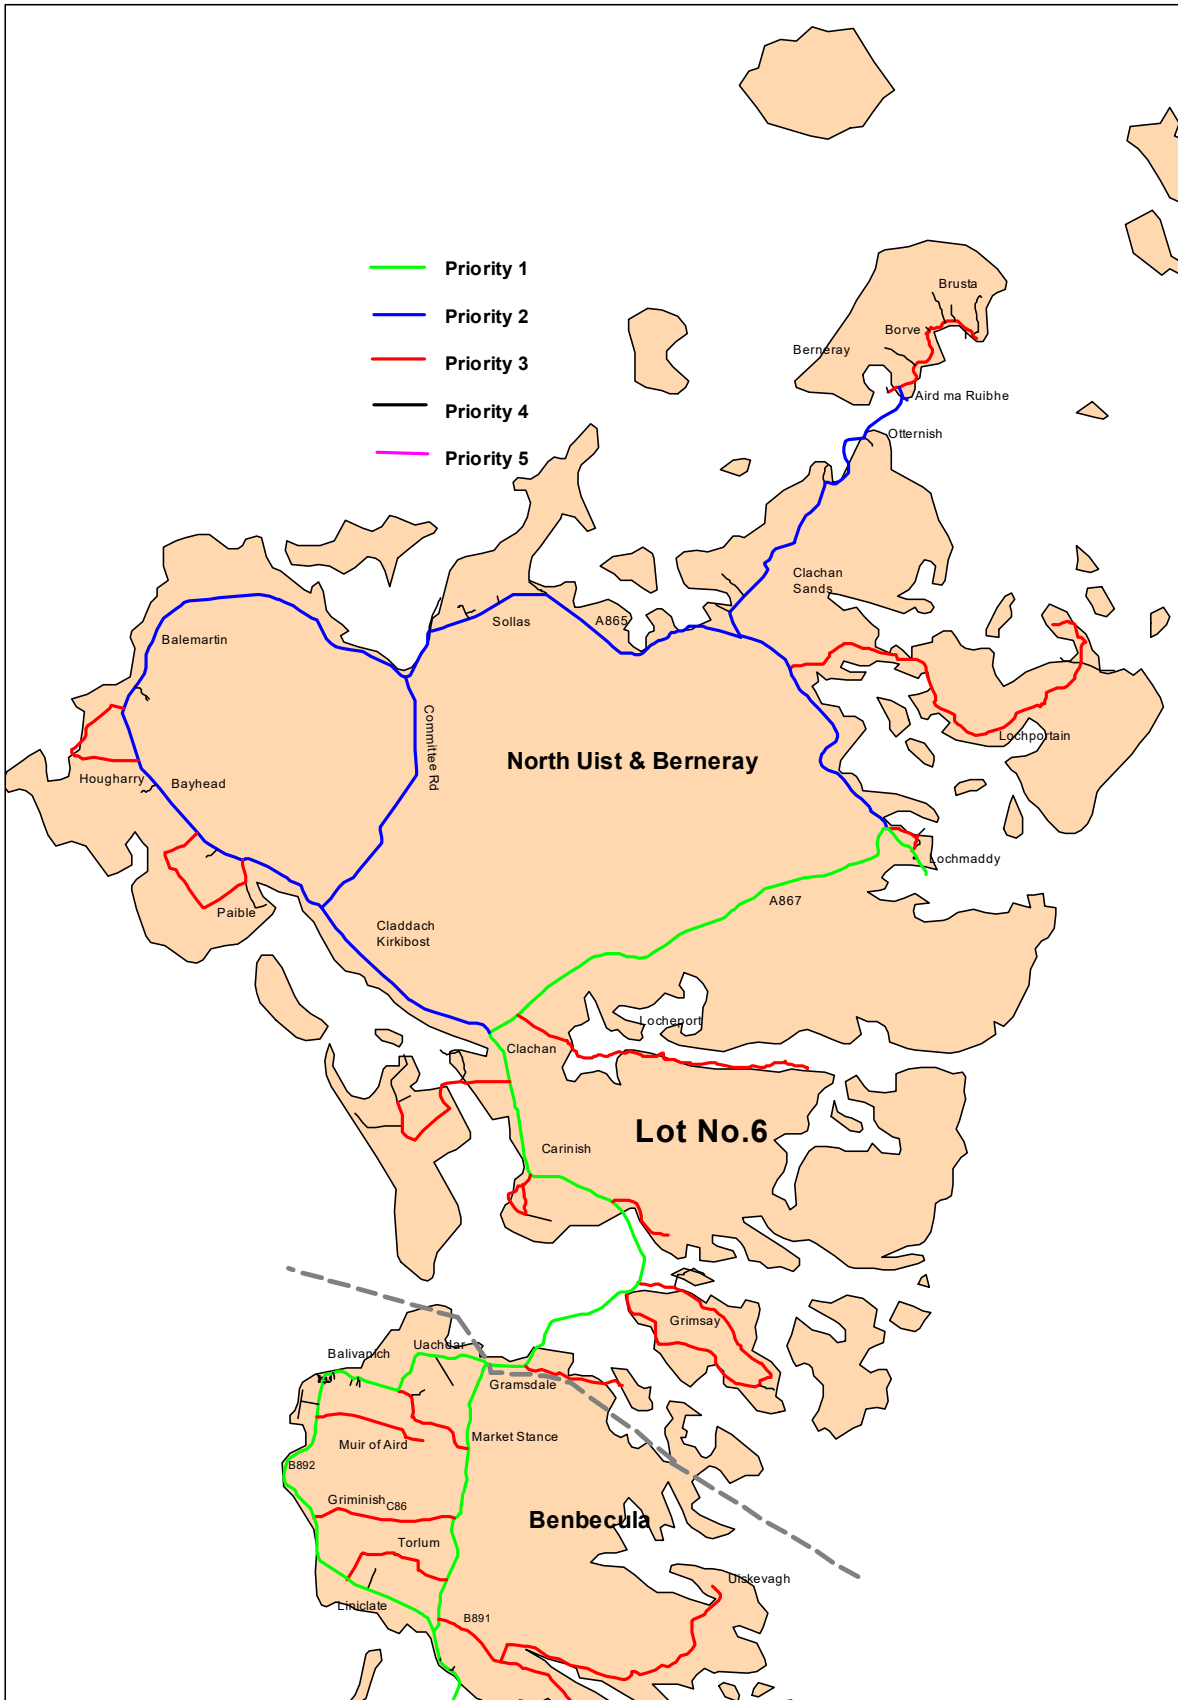 Priority 1
Priority 2
Priority 3
Priority 4
Priority 5
Brusta
Borve
Berneray
Aird ma Ruibhe
Otternish
Clachan
Sands
A865
Sollas
Balemartin
Committee Rd
Lochportain
North Uist & Berneray
Hougharry
Bayhead
Lochmaddy
A867
Paible
Claddach
Kirkibost
Locheport
Clachan
Lot No.6
Carinish
Grimsay
Uachdar
Balivanich
Gramsdale
Market Stance
Muir of Aird
B892
Griminish
C86
Benbecula
Torlum
Uiskevagh
Liniclate
B891